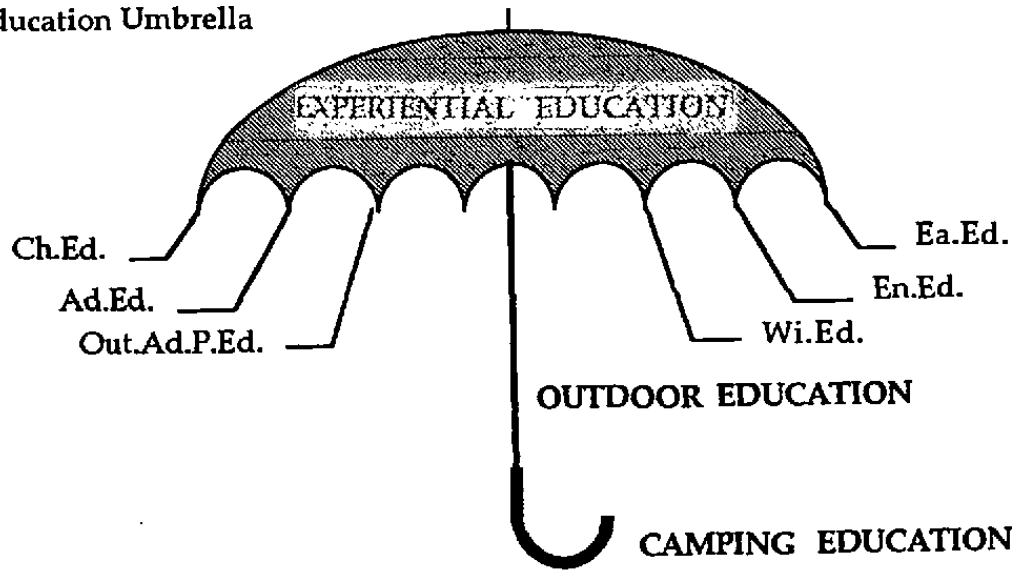 ducation Umbrella
EXPERIENTIAL EDUCATION
Ch.Ed.
Ea.Ed.
Ad.Ed.
En.Ed.
Out.Ad.P.Ed.
Wi.Ed.
OUTDOOR EDUCATION
CAMPING EDUCATION